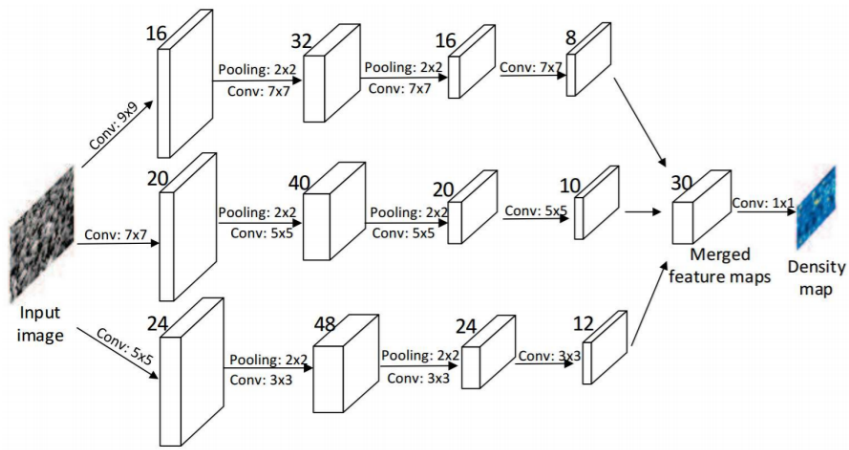 16
32
16
8
Pooling: 2x2
Conv: 7x7
Pooling: 2x2
Conv: 7x7
Conv: 7x7
Conv: 9x9
20
40
20
10
30
Conv: 7x7
Pooling: 2x2
Conv: 5x5
Pooling: 2x2
Conv: 5x5
Conv: 5x5
Conv: 1x1
Merged
feature maps
Density
map
Input
image
24
48
24
12
Conv: 5x5
Pooling: 2x2
Conv: 3x3
Pooling: 2x2
Conv: 3x3
Conv: 3x3